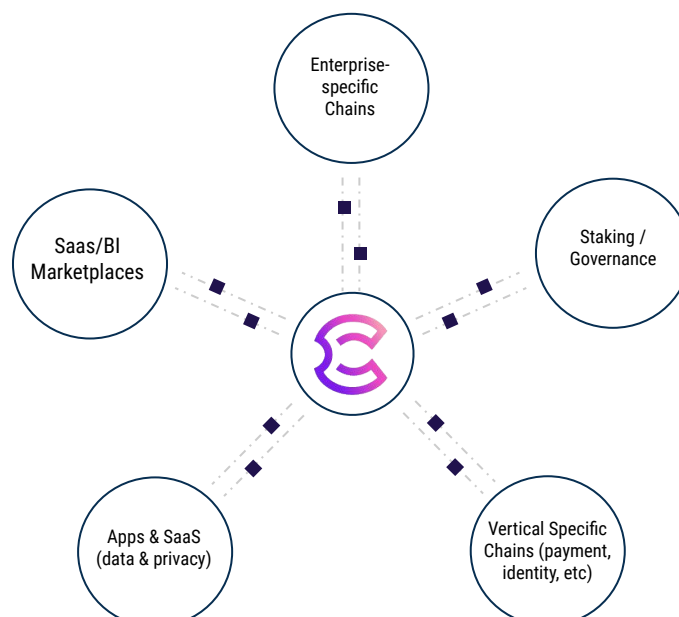 Enterprise-
specific
Chains
Saas/BI
Marketplaces
Staking /
Governance
Apps & SaaS
(data & privacy)
Vertical Specific
Chains (payment,
identity, etc)